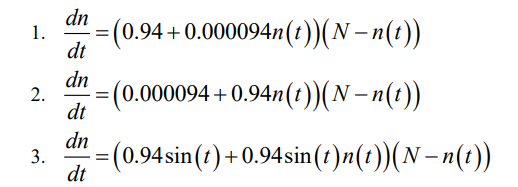 1. dn/dt = (0.94 + 0.000094n(t))(N − n(t))
2. dn/dt = (0.000094 + 0.94n(t))(N − n(t))
3. dn/dt = (0.94sin(t) + 0.94sin(t)n(t))(N − n(t))